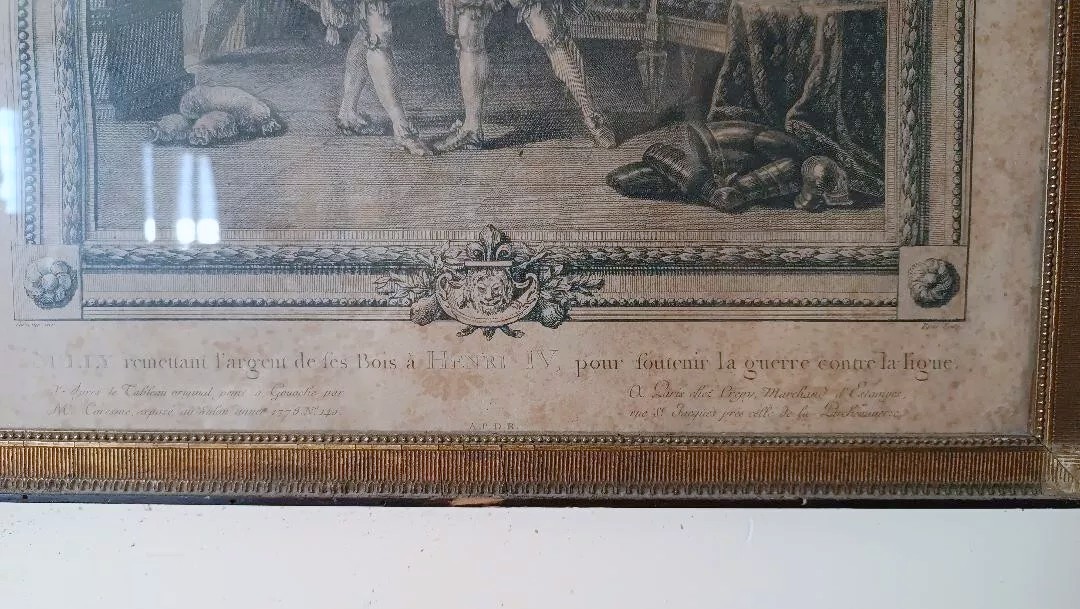 SULLY remettant l'argent de ses Bois à HENRI IV, pour soutenir la guerre contre la ligue.
D'après le Tableau original peint à Gouache par
M. Caresme, exposé au Salon année 1775. N.
A Paris chez Crépy, Marchand d'Estampes,
rue St Jacques près celle de la Parcheminerie.
A.P.D.R.